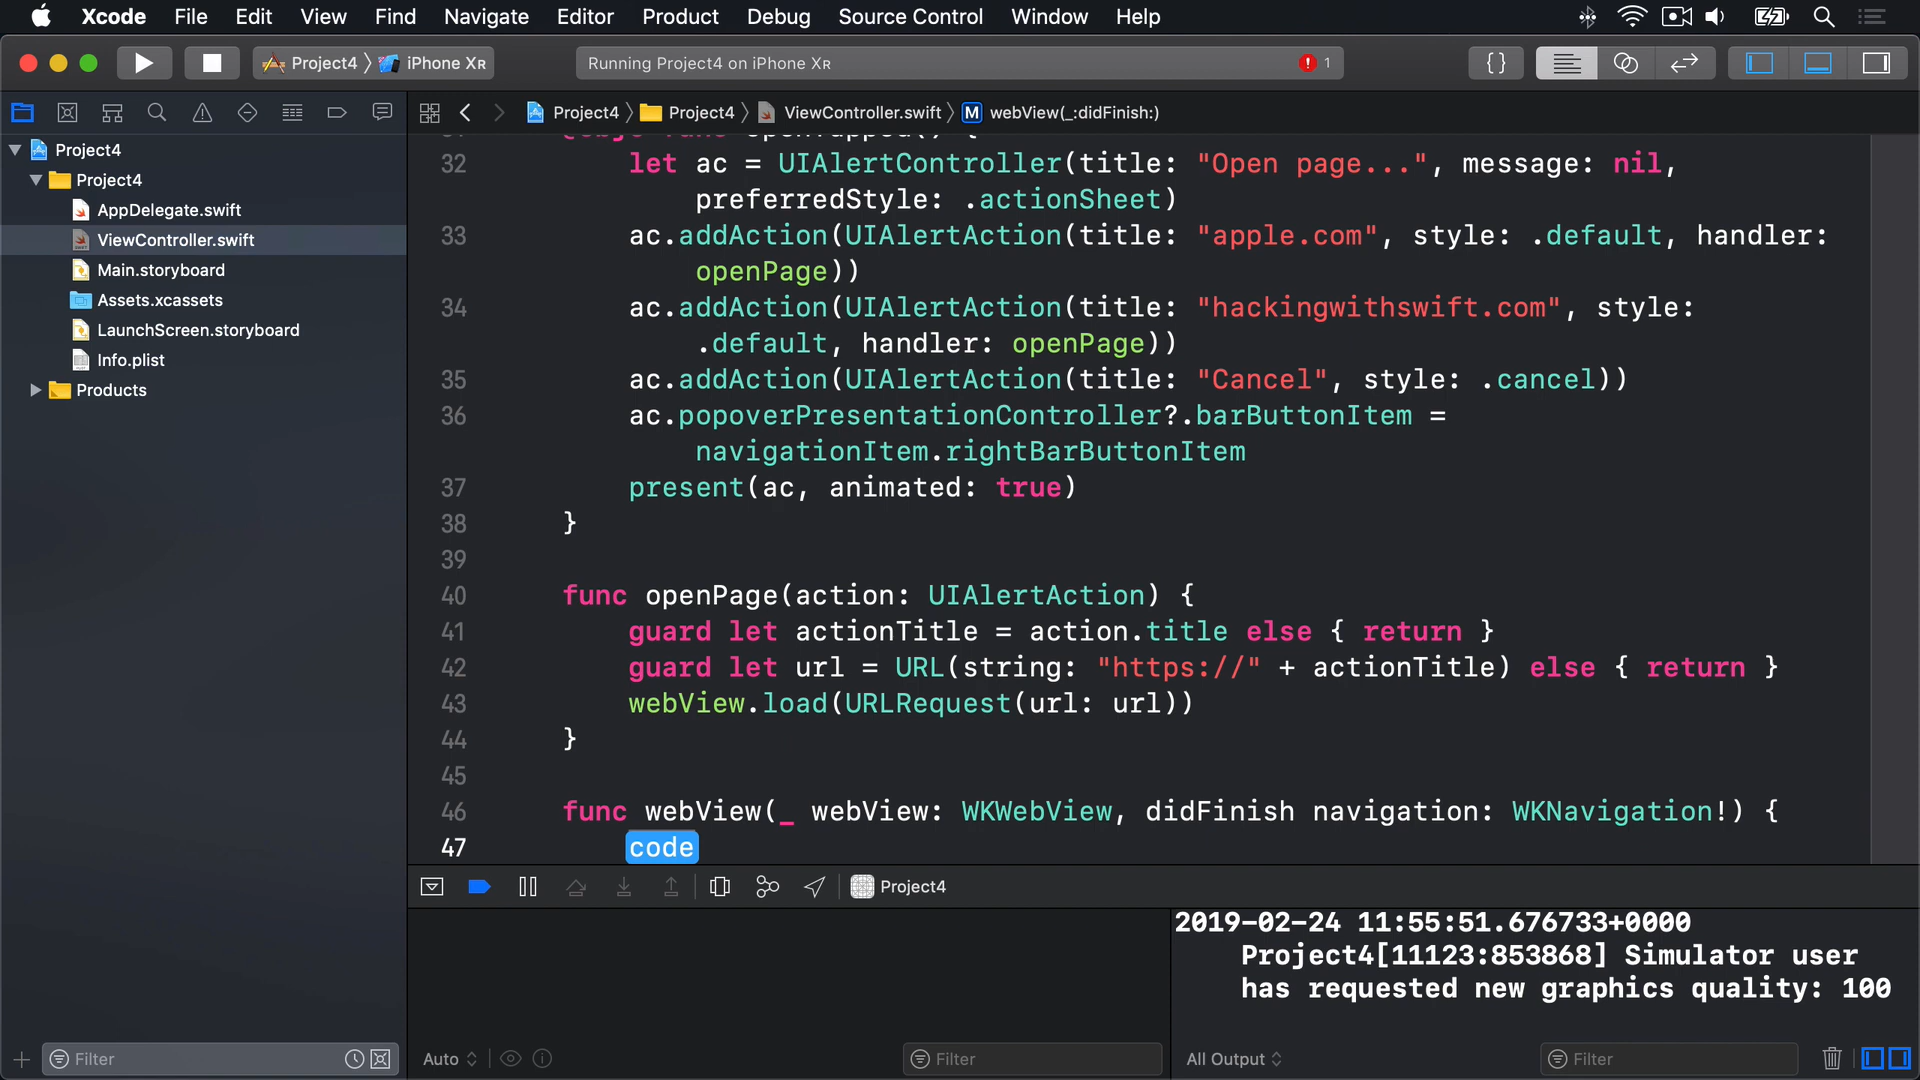 Xcode File Edit View Find Navigate Editor Product Debug Source Control Window Help
Project4 iPhone XR
Running Project4 on iPhone XR
1
{}
Project4 Project4 ViewController.swift M webView(_:didFinish:)
Project4
Project4
AppDelegate.swift
ViewController.swift
Main.storyboard
Assets.xcassets
LaunchScreen.storyboard
Info.plist
Products
32 let ac = UIAlertController(title: "Open page...", message: nil,
preferredStyle: .actionSheet)
33 ac.addAction(UIAlertAction(title: "apple.com", style: .default, handler:
openPage))
34 ac.addAction(UIAlertAction(title: "hackingwithswift.com", style:
.default, handler: openPage))
35 ac.addAction(UIAlertAction(title: "Cancel", style: .cancel))
36 ac.popoverPresentationController?.barButtonItem =
navigationItem.rightBarButtonItem
37 present(ac, animated: true)
38 }
39
40 func openPage(action: UIAlertAction) {
41 guard let actionTitle = action.title else { return }
42 guard let url = URL(string: "https://" + actionTitle) else { return }
43 webView.load(URLRequest(url: url))
44 }
45
46 func webView(_ webView: WKWebView, didFinish navigation: WKNavigation!) {
47 code
Project4
2019-02-24 11:55:51.676733+0000
Project4[11123:853868] Simulator user
has requested new graphics quality: 100
Filter
Auto
Filter
All Output
Filter